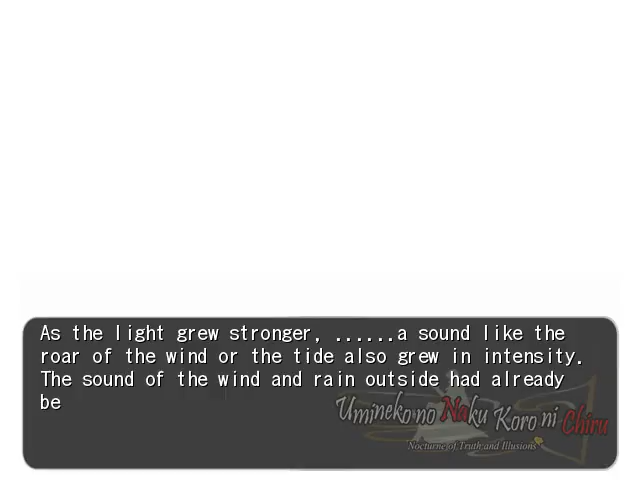 As the light grew stronger, ......a sound like the
roar of the wind or the tide also grew in intensity.
The sound of the wind and rain outside had already
be
Umineko no Naku Koro ni Chiru
Nocturne of Truth and Illusions